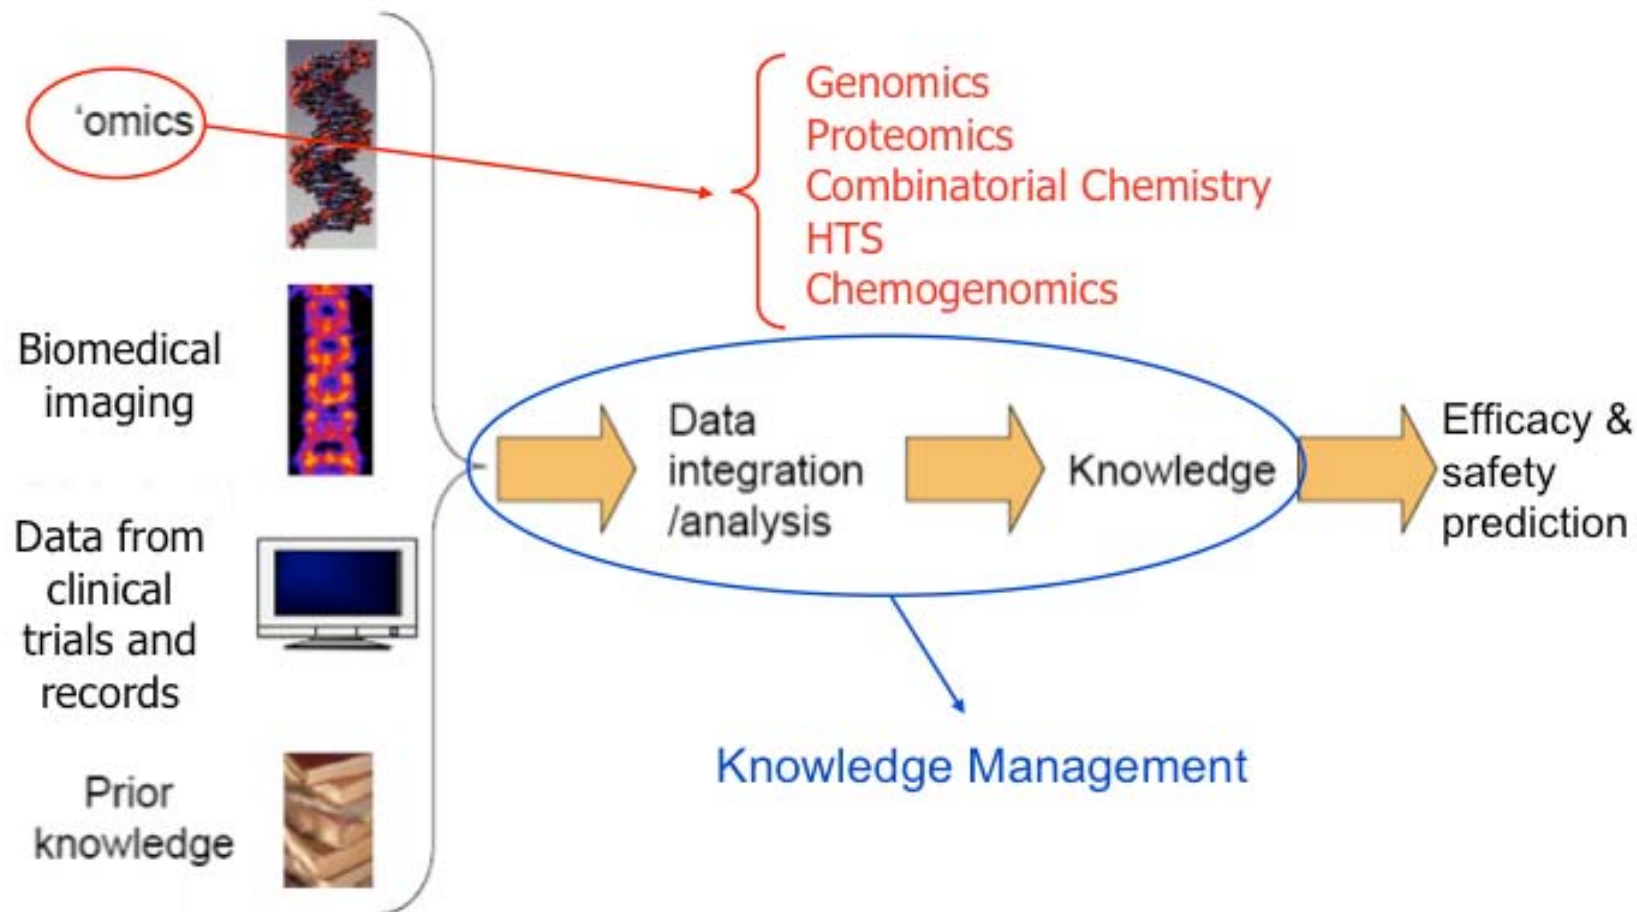 ‘omics
Genomics
Proteomics
Combinatorial Chemistry
HTS
Chemogenomics
Biomedical
imaging
Data from
clinical
trials and
records
Prior
knowledge
Data
integration
/analysis
Knowledge
Efficacy &
safety
prediction
Knowledge Management